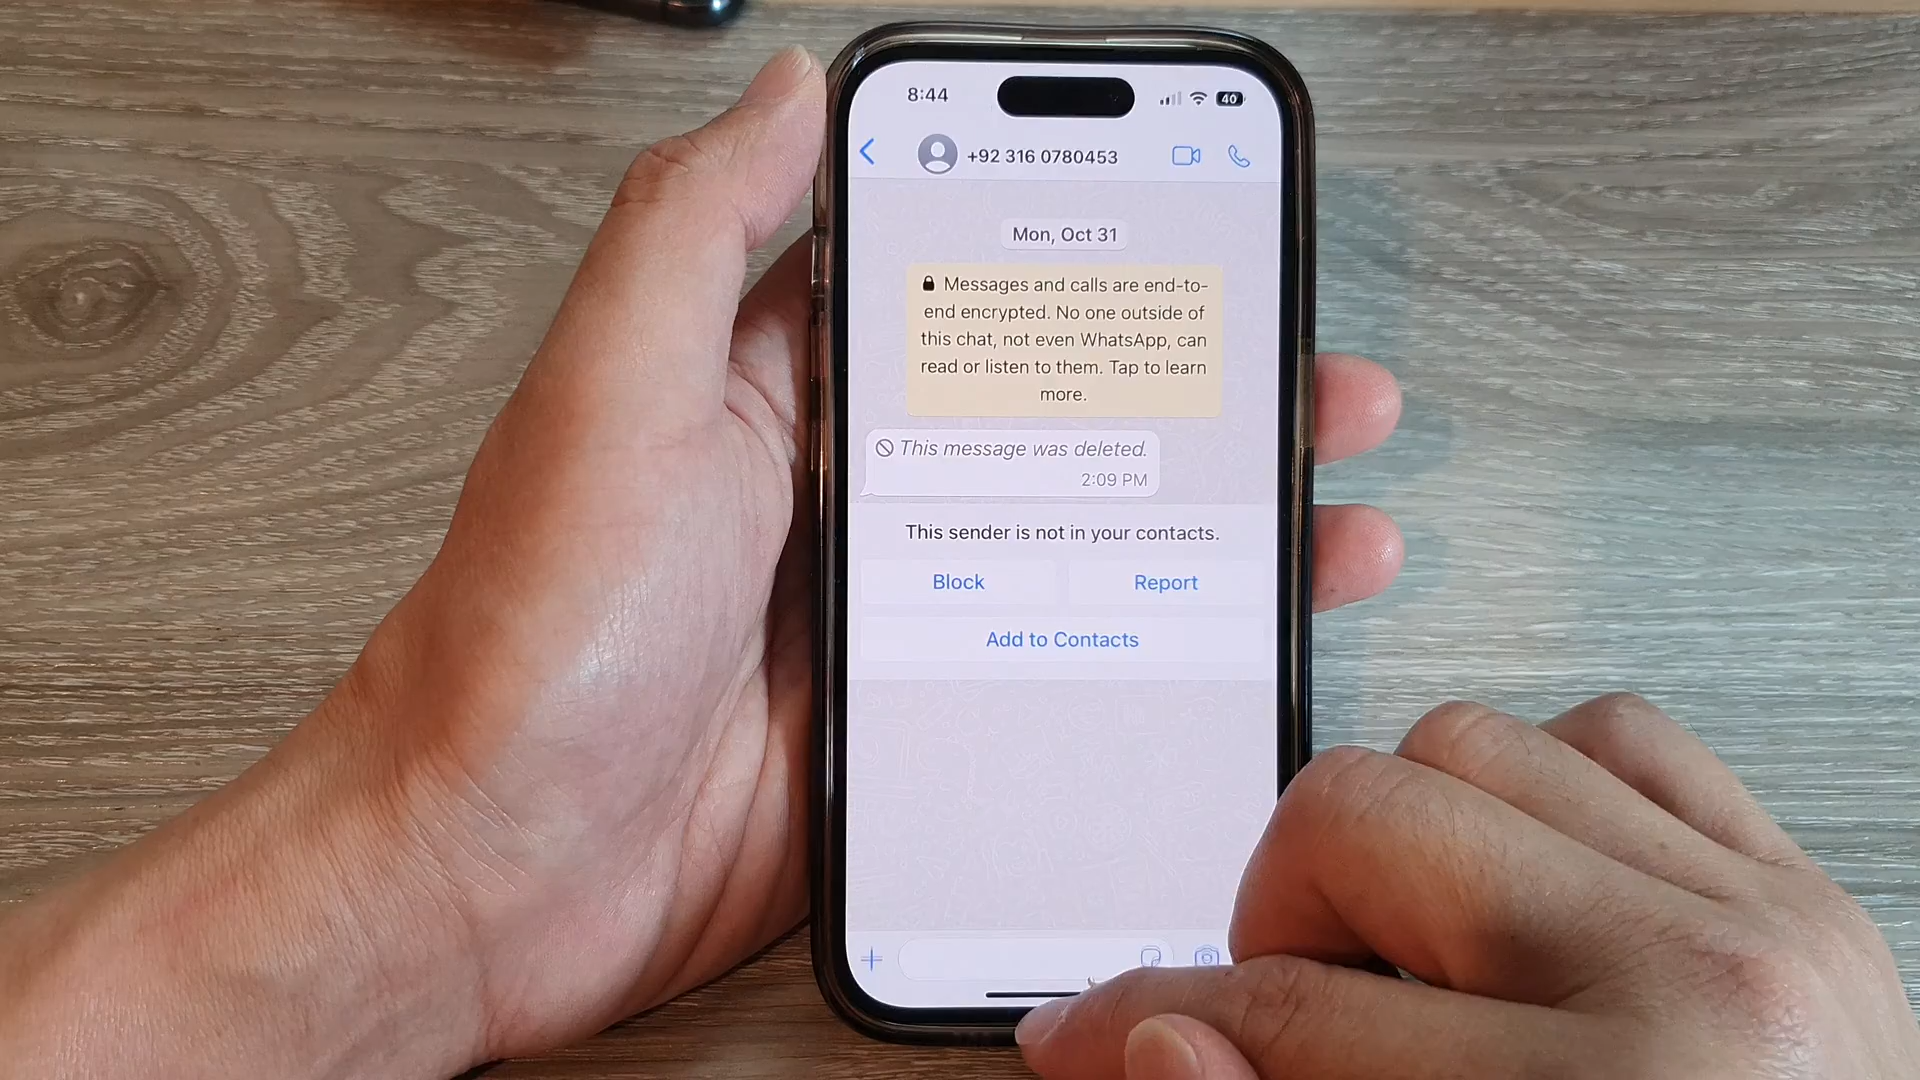 8:44
40
+92 316 0780453
Mon, Oct 31
Messages and calls are end-to-
end encrypted. No one outside of
this chat, not even WhatsApp, can
read or listen to them. Tap to learn
more.
This message was deleted.
2:09 PM
This sender is not in your contacts.
Block Report
Add to Contacts